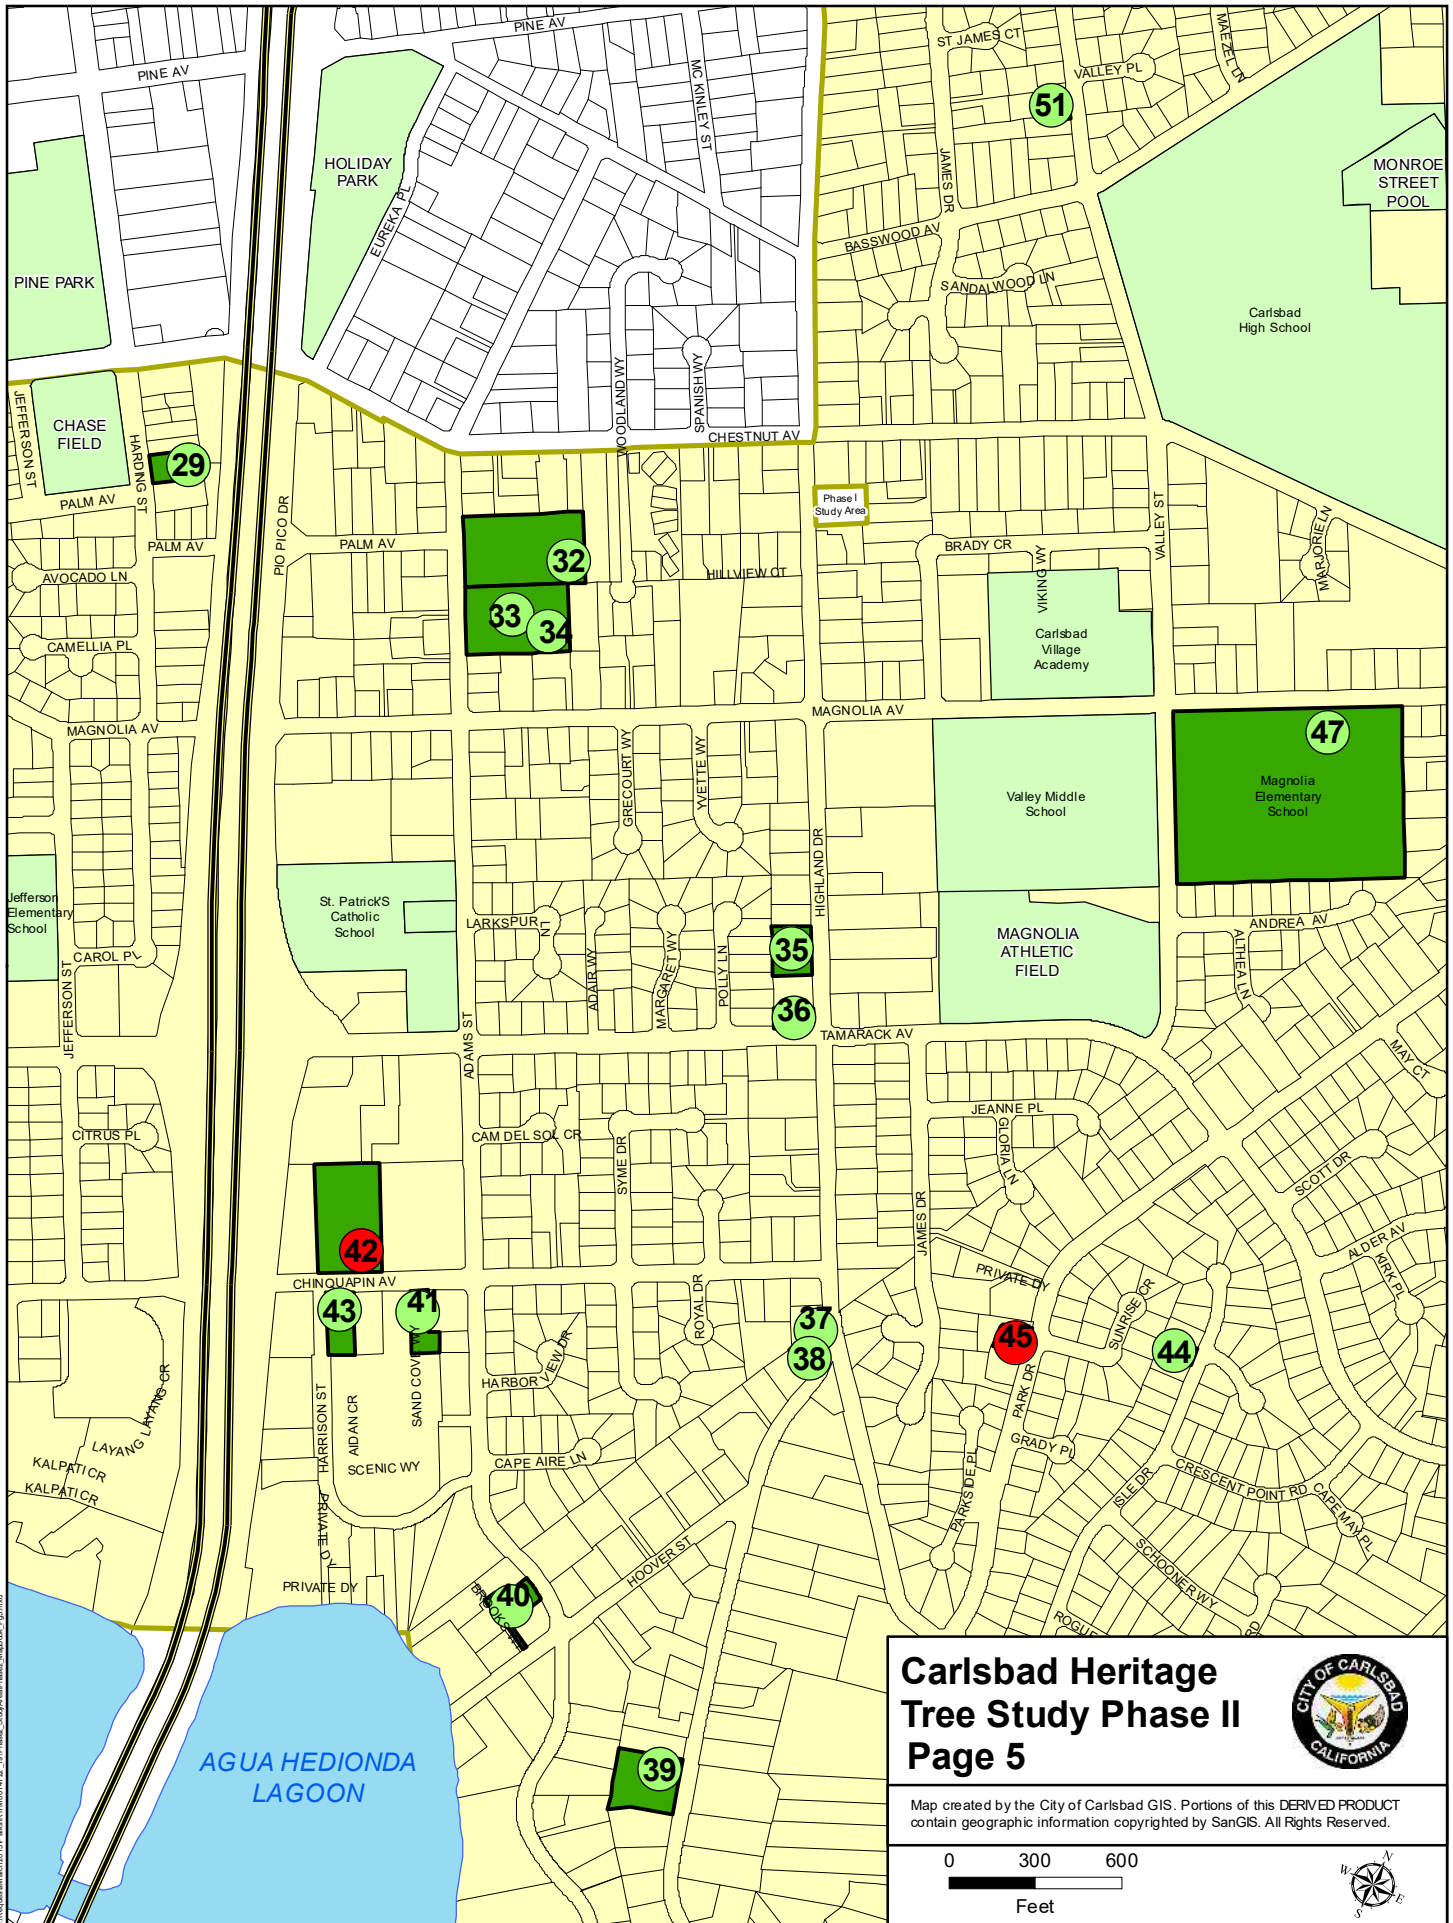 PINE AV
PINE AV
MC KINLEY ST
ST JAMES CT
MAEZEL LN
VALLEY PL
51
HOLIDAY
PARK
EUREKA PL
JAMES DR
MONROE
STREET
POOL
BASSWOOD AV
PINE PARK
SANDALWOOD LN
Carlsbad
High School
WOODLAND WY
SPANISH WY
CHESTNUT AV
JEFFERSON ST
CHASE
FIELD
HARDING ST
29
PALM AV
PALM AV
PIO PICO DR
PALM AV
32
Phase I
Study Area
VALLEY ST
BRADY CR
VIKING WY
MARJORIE LN
AVOCADO LN
HILLVIEW CT
33
34
CAMELLIA PL
Carlsbad
Village
Academy
MAGNOLIA AV
MAGNOLIA AV
47
GRECOURT WY
YVETTE WY
Valley Middle
School
Magnolia
Elementary
School
HIGHLAND DR
Jefferson
Elementary
School
St. Patrick'S
Catholic
School
LARKSPUR
LN
ADAIR WY
MARGARET WY
POLLY LN
35
MAGNOLIA
ATHLETIC
FIELD
ANDREA AV
ALTHEA LN
CAROL PL
JEFFERSON ST
36
ADAMS ST
TAMARACK AV
MAY CT
CITRUS PL
CAM DEL SOL CR
SYME DR
JEANNE PL
GLORIA LN
SCOTT DR
JAMES DR
42
CHINQUAPIN AV
PRIVATE DY
ALDER AV
KIRK PL
43
41
ROYAL DR
37
38
45
SUNRISE CR
44
HARBOR
VIEW DR
SAND COVE WY
PARK DR
LAYANG LAYANG CR
HARRISON ST
AIDAN CR
SCENIC WY
CAPE AIRE LN
GRADY PL
PARKSIDE PL
KALPATI CR
KALPATI CR
ISLE DR
CRESCENT POINT RD
CAPE MAY PL
PRIVATE DY
PRIVATE DY
HOOVER ST
SCHOONER WY
40
BROOKS W
ROGUE
RD
AGUA HEDIONDA
LAGOON
39
Carlsbad Heritage
Tree Study Phase II
Page 5
CITY OF CARLSBAD
CALIFORNIA
Map created by the City of Carlsbad GIS. Portions of this DERIVED PRODUCT
contain geographic information copyrighted by SanGIS. All Rights Reserved.
0 300 600
Feet
N
W
E
S